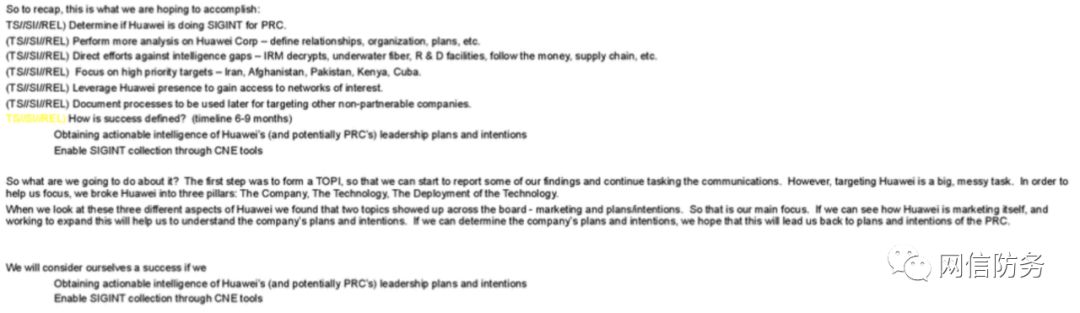 So to recap, this is what we are hoping to accomplish:
TS//SI//REL) Determine if Huawei is doing SIGINT for PRC.
(TS//SI//REL) Perform more analysis on Huawei Corp – define relationships, organization, plans, etc.
(TS//SI//REL) Direct efforts against intelligence gaps – IRM decrypts, underwater fiber, R & D facilities, follow the money, supply chain, etc.
(TS//SI//REL)  Focus on high priority targets – Iran, Afghanistan, Pakistan, Kenya, Cuba.
(TS//SI//REL) Leverage Huawei presence to gain access to networks of interest.
(TS//SI//REL) Document processes to be used later for targeting other non-partnerable companies.
TS//SI//REL) How is success defined?  (timeline 6-9 months)
Obtaining actionable intelligence of Huawei's (and potentially PRC's) leadership plans and intentions
Enable SIGINT collection through CNE tools
So what are we going to do about it?  The first step was to form a TOPI, so that we can start to report some of our findings and continue tasking the communications.  However, targeting Huawei is a big, messy task.  In order to
help us focus, we broke Huawei into three pillars: The Company, The Technology, The Deployment of the Technology.
When we look at these three different aspects of Huawei we found that two topics showed up across the board - marketing and plans/intentions.  So that is our main focus.  If we can see how Huawei is marketing itself, and
working to expand this will help us to understand the company's plans and intentions.  If we can determine the company's plans and intentions, we hope that this will lead us back to plans and intentions of the PRC.
We will consider ourselves a success if we
Obtaining actionable intelligence of Huawei's (and potentially PRC's) leadership plans and intentions
Enable SIGINT collection through CNE tools
网信防务